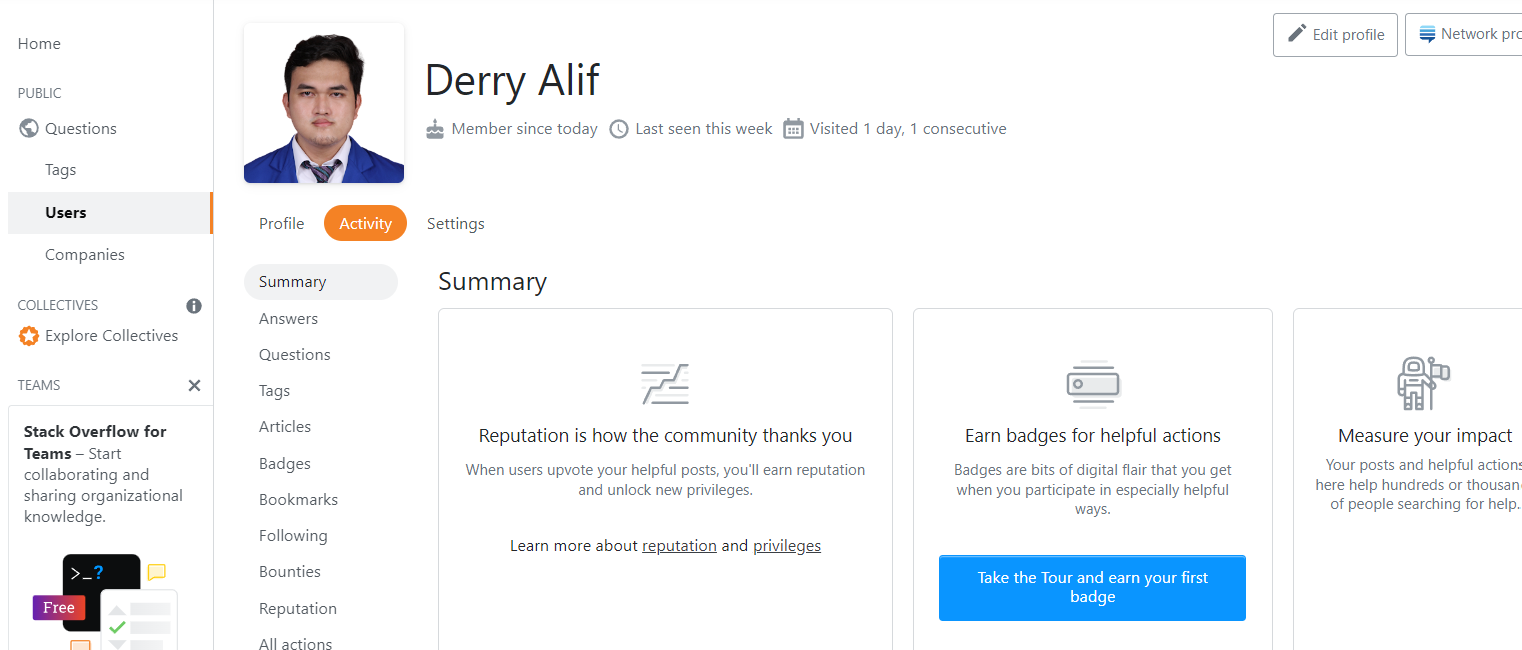 Home
PUBLIC
Questions
Tags
Users
Companies
COLLECTIVES
Explore Collectives
TEAMS
Stack Overflow for
Teams – Start
collaborating and
sharing organizational
knowledge.
>_?
Free
Edit profile
Network pro
Derry Alif
Member since today
Last seen this week
Visited 1 day, 1 consecutive
Profile
Activity
Settings
Summary
Answers
Questions
Tags
Articles
Badges
Bookmarks
Following
Bounties
Reputation
All actions
Summary
Reputation is how the community thanks you
When users upvote your helpful posts, you'll earn reputation
and unlock new privileges.
Learn more about reputation and privileges
Earn badges for helpful actions
Badges are bits of digital flair that you get
when you participate in especially helpful
ways.
Take the Tour and earn your first
badge
Measure your impact
Your posts and helpful actions
here help hundreds or thousan
of people searching for help.